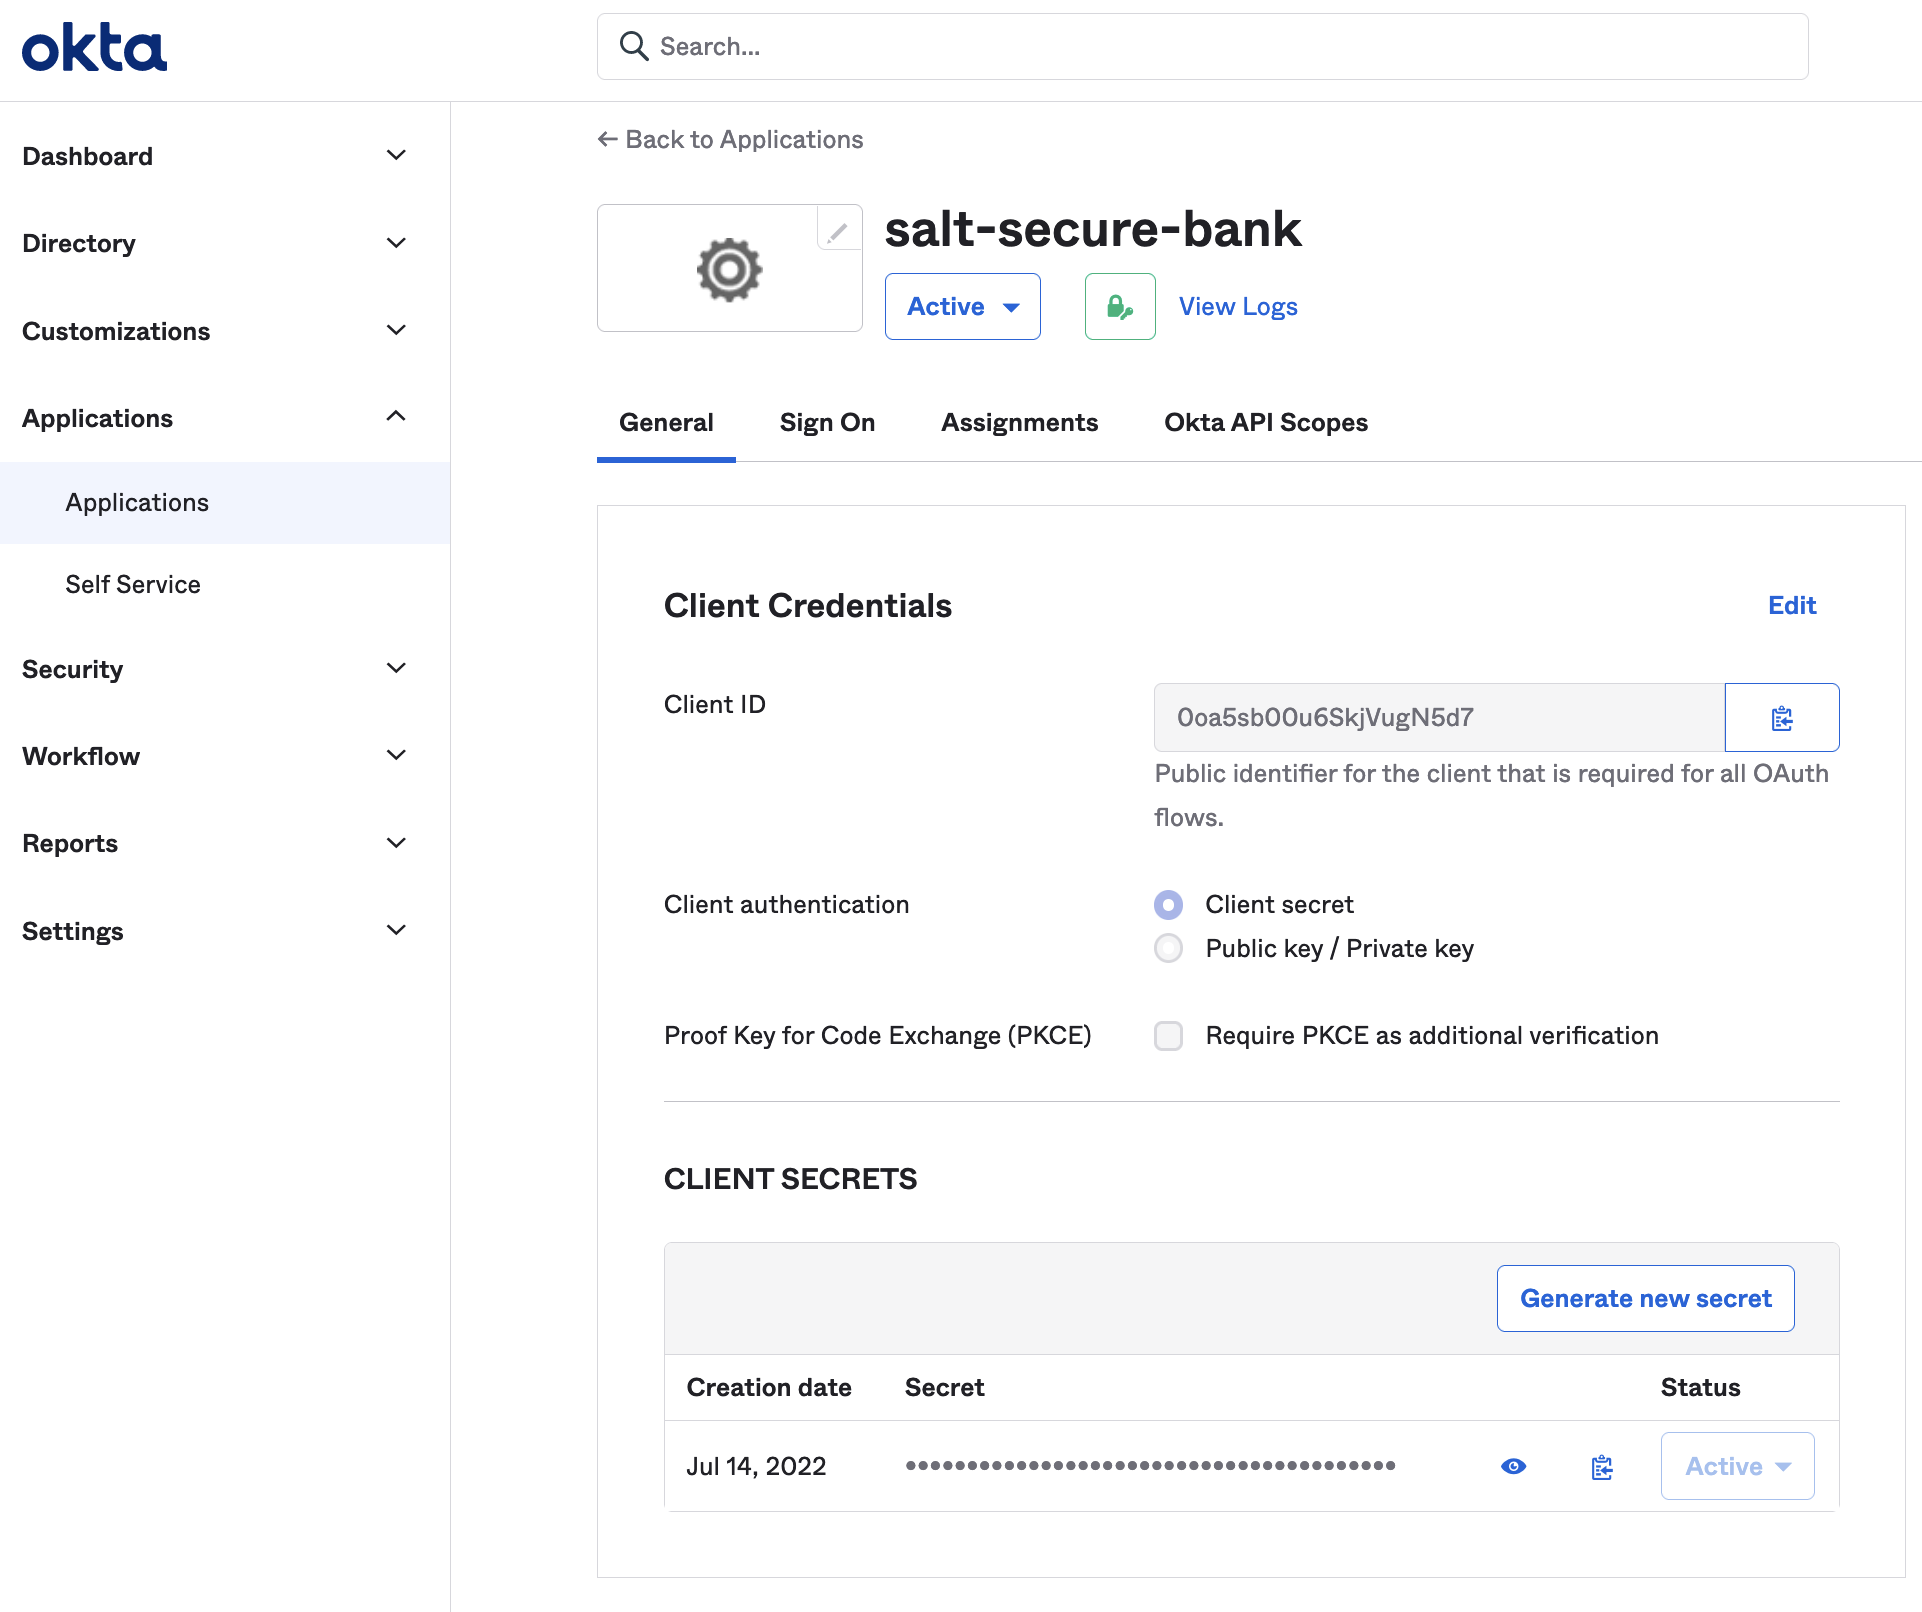 okta
Search...
Dashboard
Directory
Customizations
Applications
Applications
Self Service
Security
Workflow
Reports
Settings
← Back to Applications
salt-secure-bank
Active
View Logs
General
Sign On
Assignments
Okta API Scopes
Client Credentials
Edit
Client ID
0oa5sb00u6SkjVugN5d7
Public identifier for the client that is required for all OAuth
flows.
Client authentication
Client secret
Public key / Private key
Proof Key for Code Exchange (PKCE)
Require PKCE as additional verification
CLIENT SECRETS
Generate new secret
Creation date
Secret
Status
Jul 14, 2022
••••••••••••••••••••••••••••••••••••••••
Active